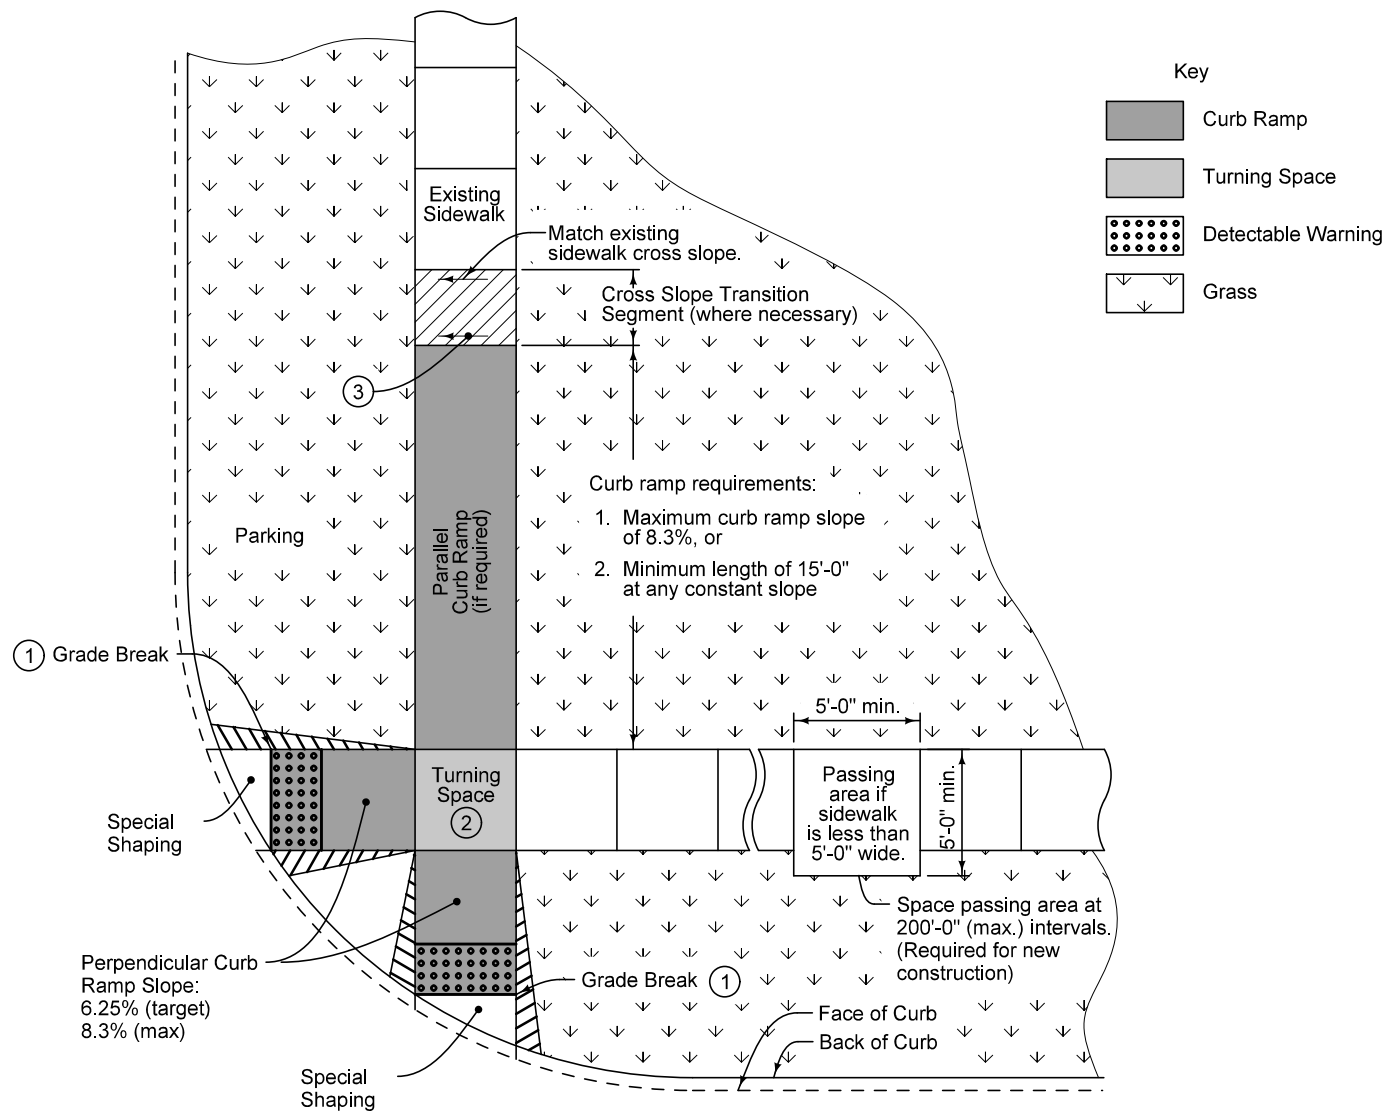 Key
Curb Ramp
Turning Space
Detectable Warning
Grass
Existing
Sidewalk
Match existing
sidewalk cross slope.
Cross Slope Transition
Segment (where necessary)
3
Curb ramp requirements:
1. Maximum curb ramp slope
of 8.3%, or
2. Minimum length of 15'-0"
at any constant slope
Parallel
Curb Ramp
(if required)
Parking
1 Grade Break
5'-0" min.
Turning
Space
2
Passing
area if
sidewalk
is less than
5'-0" wide.
5'-0" min.
Special
Shaping
Space passing area at
200'-0" (max.) intervals.
(Required for new
construction)
Perpendicular Curb
Ramp Slope:
6.25% (target)
8.3% (max)
Grade Break 1
Face of Curb
Back of Curb
Special
Shaping